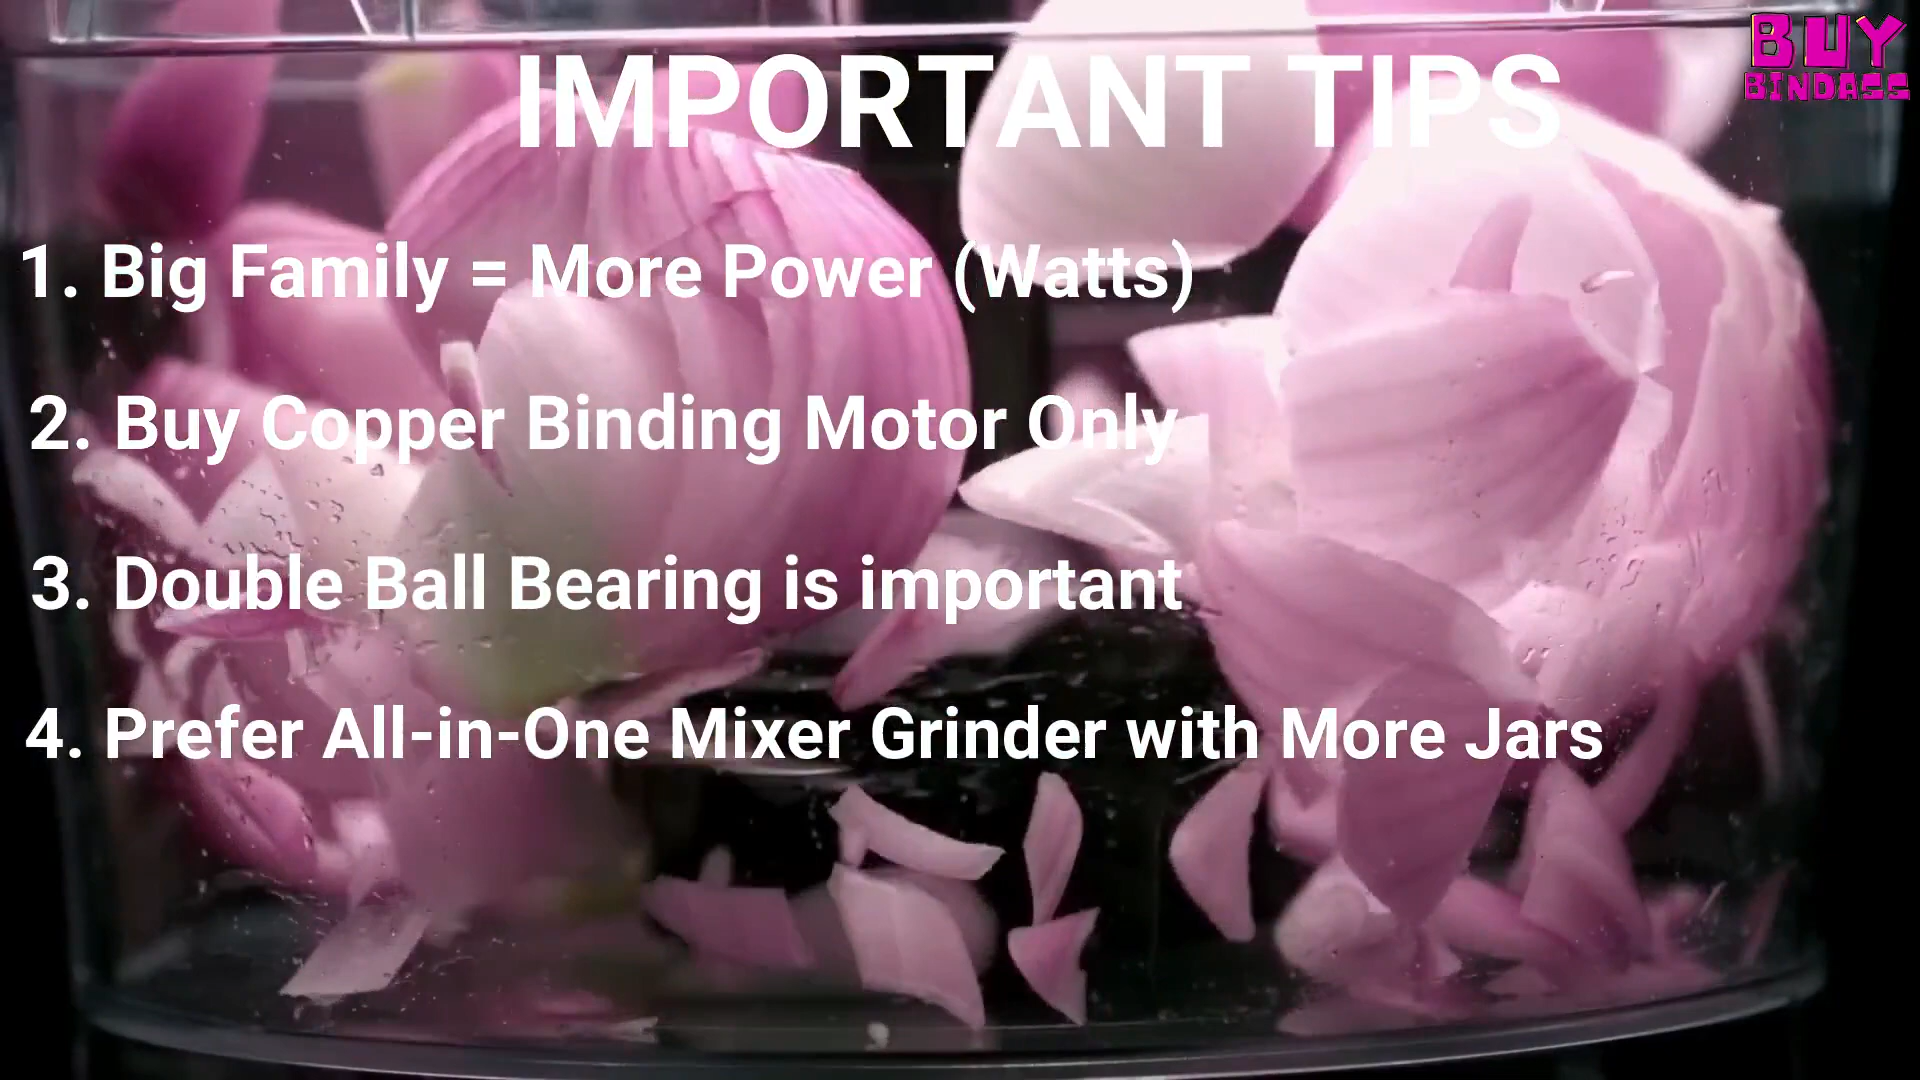 BUY
BINDASS
IMPORTANT TIPS
1. Big Family = More Power (Watts)
2. Buy Copper Binding Motor Only
3. Double Ball Bearing is important
4. Prefer All-in-One Mixer Grinder with More Jars